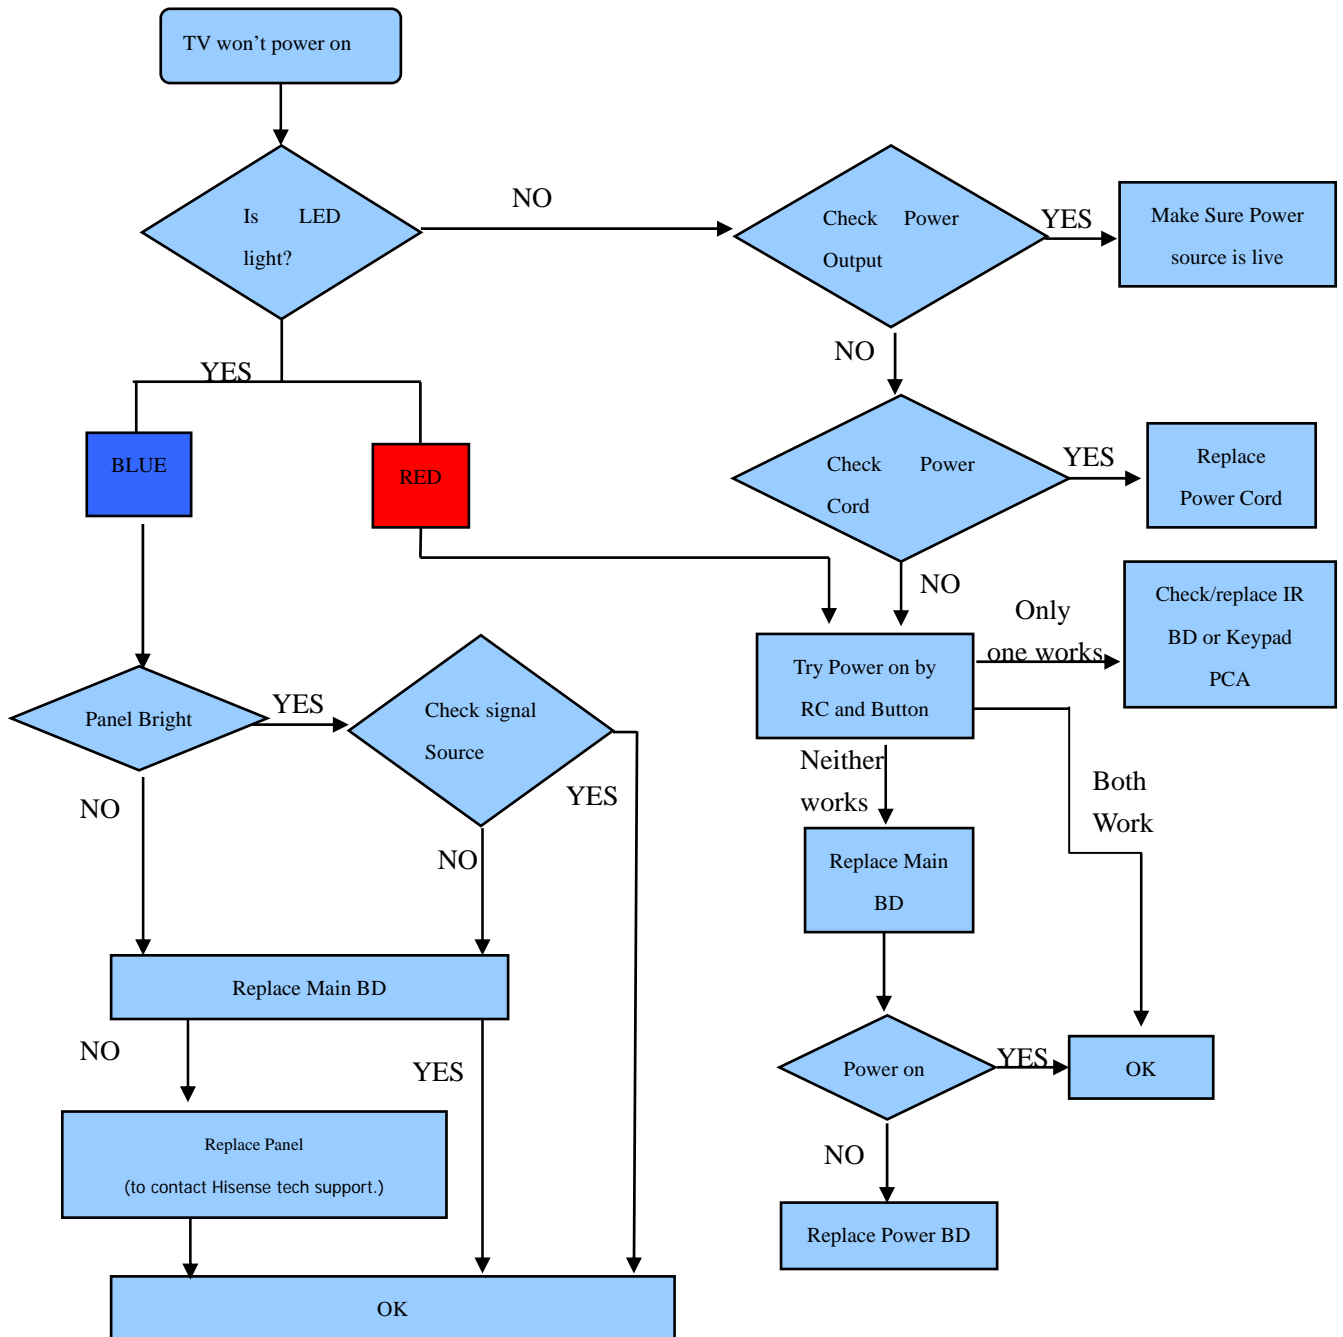 TV won’t power on
Is LED
light?
NO
Check Power
Output
YES
Make Sure Power
source is live
YES
NO
BLUE
RED
Check Power
Cord
YES
Replace
Power Cord
NO
Only
one works
Check/replace IR
BD or Keypad
PCA
Try Power on by
RC and Button
Panel Bright
YES
Check signal
Source
NO
YES
NO
Neither
works
Both
Work
Replace Main
BD
Replace Main BD
NO
YES
Power on
YES
OK
Replace Panel
(to contact Hisense tech support.)
NO
Replace Power BD
OK